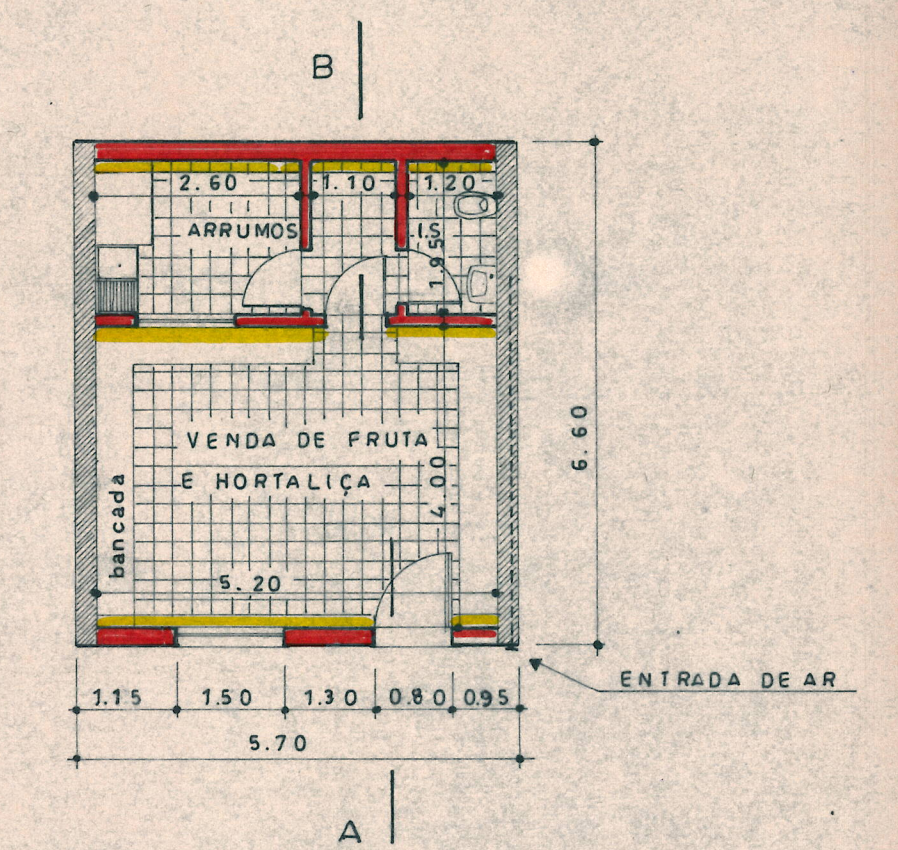 B
2.60 1.10 1.20
ARRUMOS I.S
1.95
VENDA DE FRUTA
E HORTALIÇA
4.00
6.60
bancada
5.20
ENTRADA DE AR
1.15 1.50 1.30 0.80 0.95
5.70
A